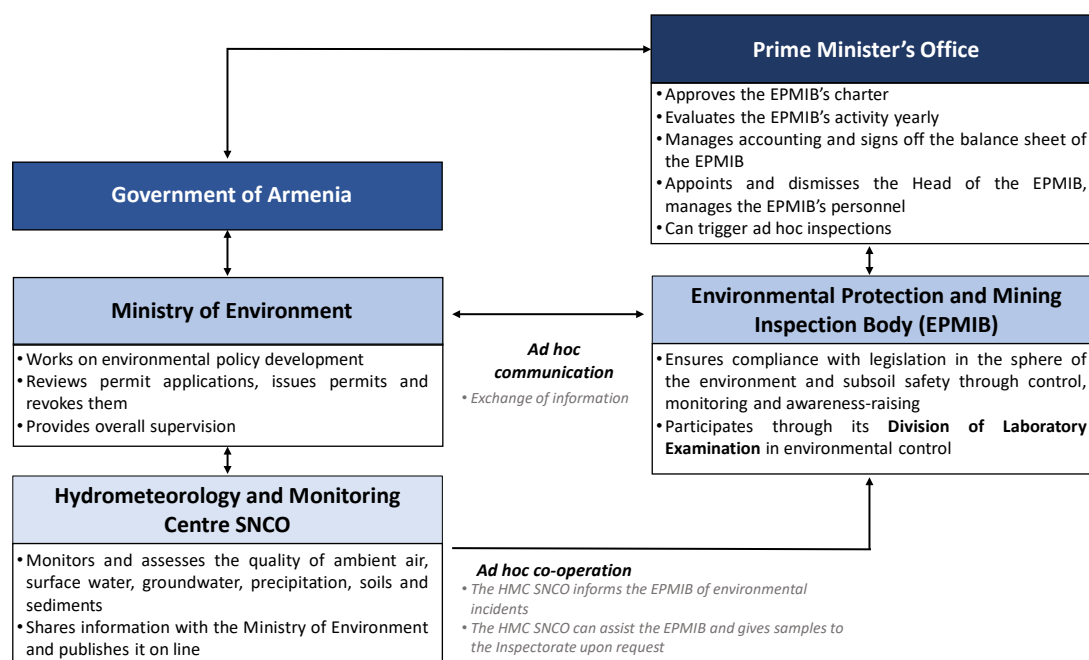 Prime Minister’s Office
• Approves the EPMIB’s charter
• Evaluates the EPMIB’s activity yearly
• Manages accounting and signs off the balance sheet of
the EPMIB
• Appoints and dismisses the Head of the EPMIB,
manages the EPMIB’s personnel
• Can trigger ad hoc inspections
Government of Armenia
Ministry of Environment
• Works on environmental policy development
• Reviews permit applications, issues permits and
revokes them
• Provides overall supervision
Ad hoc
communication
• Exchange of information
Environmental Protection and Mining
Inspection Body (EPMIB)
• Ensures compliance with legislation in the sphere of
the environment and subsoil safety through control,
monitoring and awareness-raising
• Participates through its Division of Laboratory
Examination in environmental control
Hydrometeorology and Monitoring
Centre SNCO
• Monitors and assesses the quality of ambient air,
surface water, groundwater, precipitation, soils and
sediments
• Shares information with the Ministry of Environment
and publishes it on line
Ad hoc co-operation
• The HMC SNCO informs the EPMIB of environmental
incidents
• The HMC SNCO can assist the EPMIB and gives samples to
the Inspectorate upon request